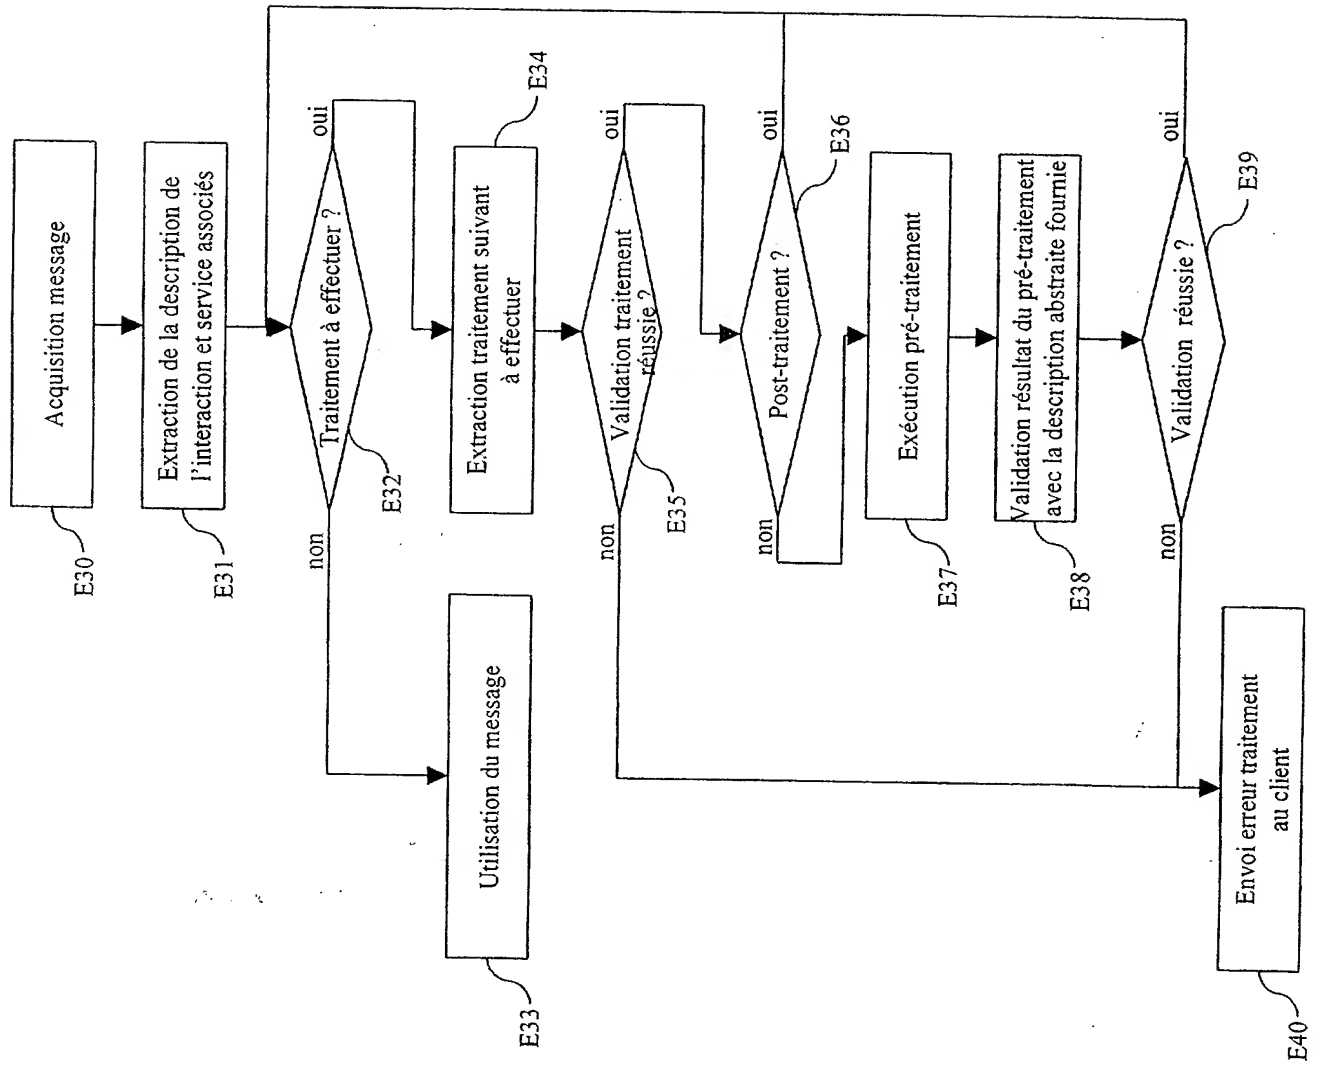 Acquisition message
E30
Extraction de la description de
l'interaction et service associés
E31
Traitement à effectuer ?
oui
non
E32
Utilisation du message
E33
Extraction traitement suivant
à effectuer
E34
Validation traitement
réussie ?
oui
non
E35
Post-traitement ?
oui
non
E36
Exécution pré-traitement
E37
Validation résultat du pré-traitement
avec la description abstraite fournie
E38
Validation réussie ?
oui
non
E39
Envoi erreur traitement
au client
E40